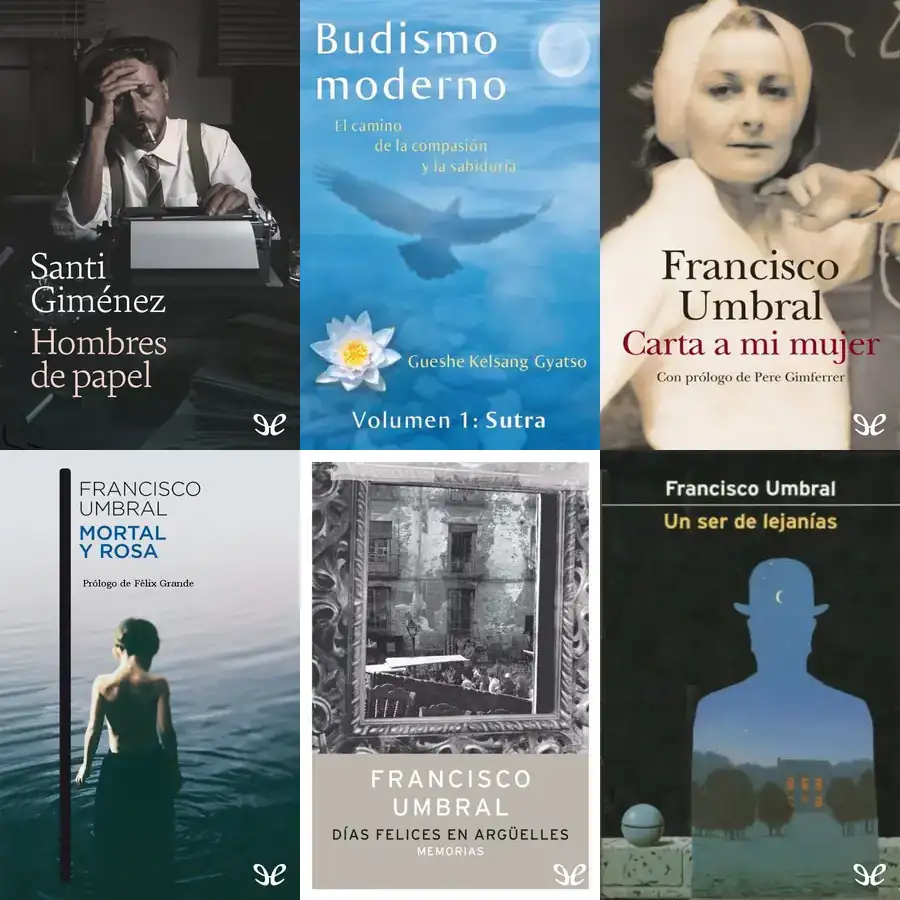 Santi
Giménez
Hombres
de papel
Budismo
moderno
El camino
de la compasión
y la sabiduría
Gueshe Kelsang Gyatso
Volumen 1: Sutra
Francisco
Umbral
Carta a mi mujer
Con prólogo de Pere Gimferrer
FRANCISCO
UMBRAL
MORTAL
Y ROSA
Prólogo de Félix Grande
FRANCISCO
UMBRAL
DÍAS FELICES EN ARGÜELLES
MEMORIAS
Francisco Umbral
Un ser de lejanías